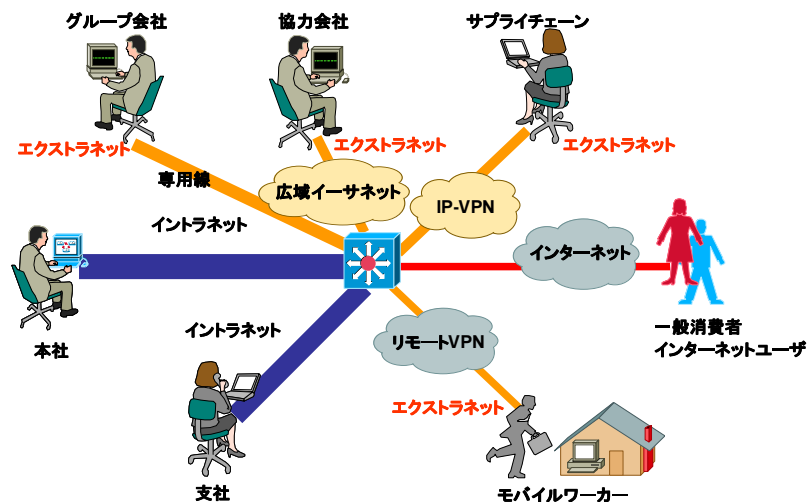 グループ会社
協力会社
サプライチェーン
エクストラネット
エクストラネット
エクストラネット
専用線
広域イーサネット
IP-VPN
イントラネット
インターネット
本社
イントラネット
リモートVPN
一般消費者
インターネットユーザ
エクストラネット
支社
モバイルワーカー